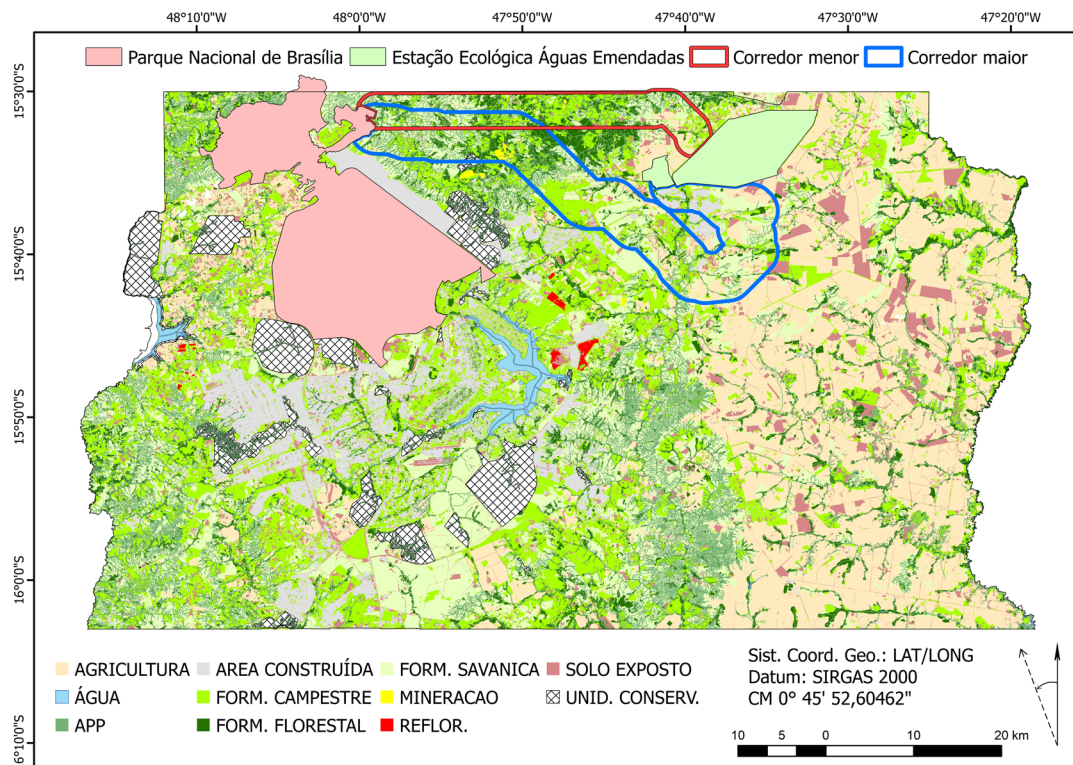 48°10'0"W 48°0'0"W 47°50'0"W 47°40'0"W 47°30'0"W 47°20'0"W
Parque Nacional de Brasília Estação Ecológica Águas Emendadas Corredor menor Corredor maior
15°30'0"S
15°40'0"S
15°50'0"S
16°0'0"S
6°10'0"S
AGRICULTURA AREA CONSTRUÍDA FORM. SAVANICA SOLO EXPOSTO
ÁGUA FORM. CAMPESTRE MINERACAO UNID. CONSERV.
APP FORM. FLORESTAL REFLOR.
Sist. Coord. Geo.: LAT/LONG
Datum: SIRGAS 2000
CM 0° 45' 52,60462"
10 5 0 10 20 km